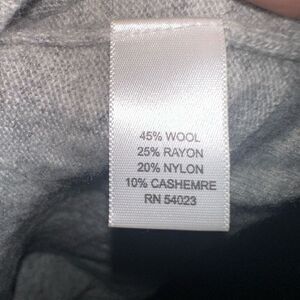 45% WOOL
25% RAYON
20% NYLON
10% CASHEMRE
RN 54023